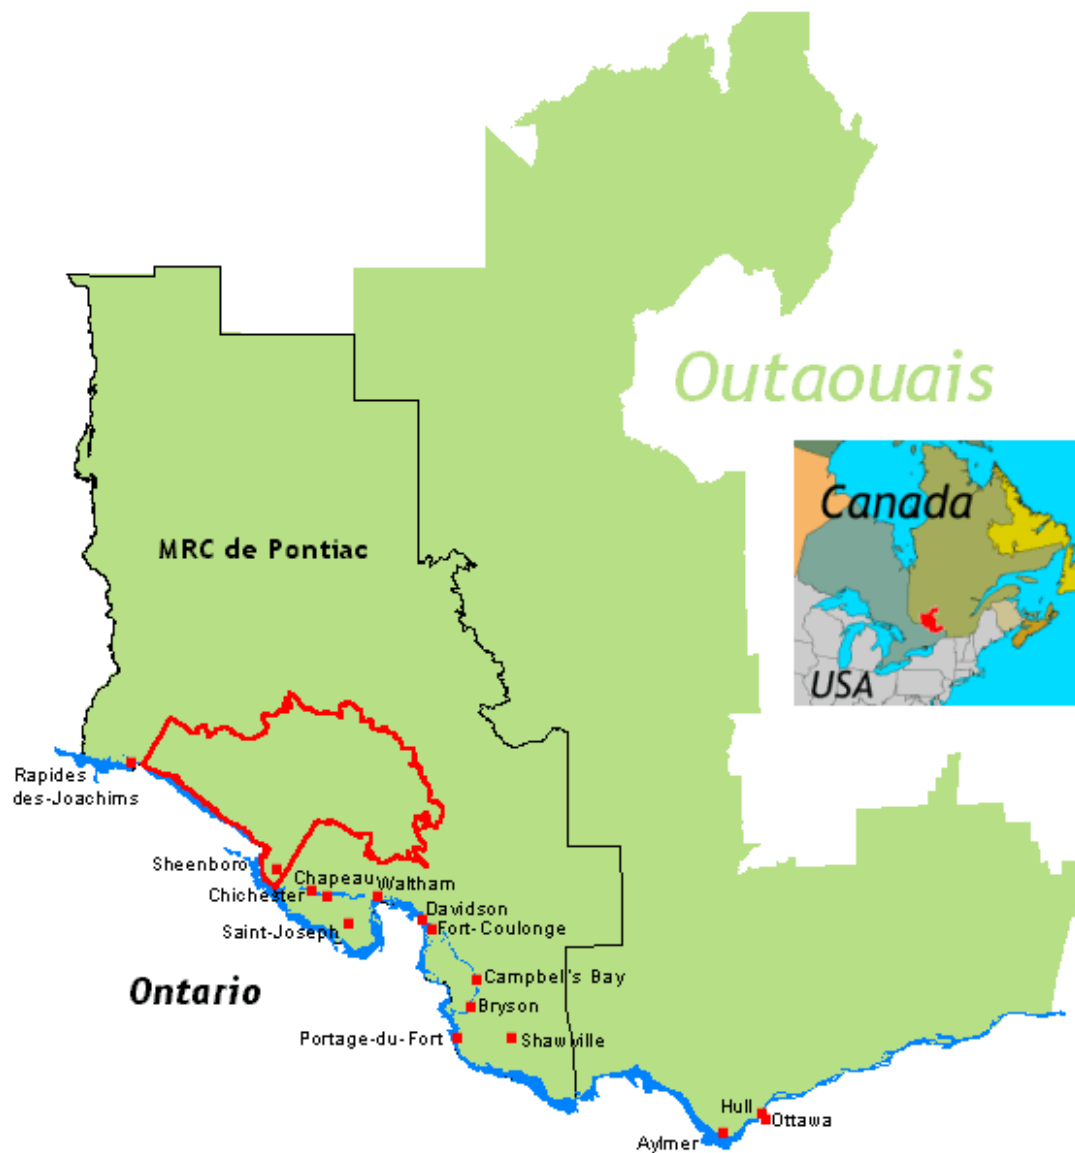 Outaouais
Canada
USA
MRC de Pontiac
Rapides
des-Joachims
Sheenboro
Chapeau
Waltham
Chichester
Davidson
Saint-Joseph
Fort-Coulonge
Campbel's Bay
Ontario
Bryson
Portage-du-Fort
Shawville
Hull
Ottawa
Aylmer